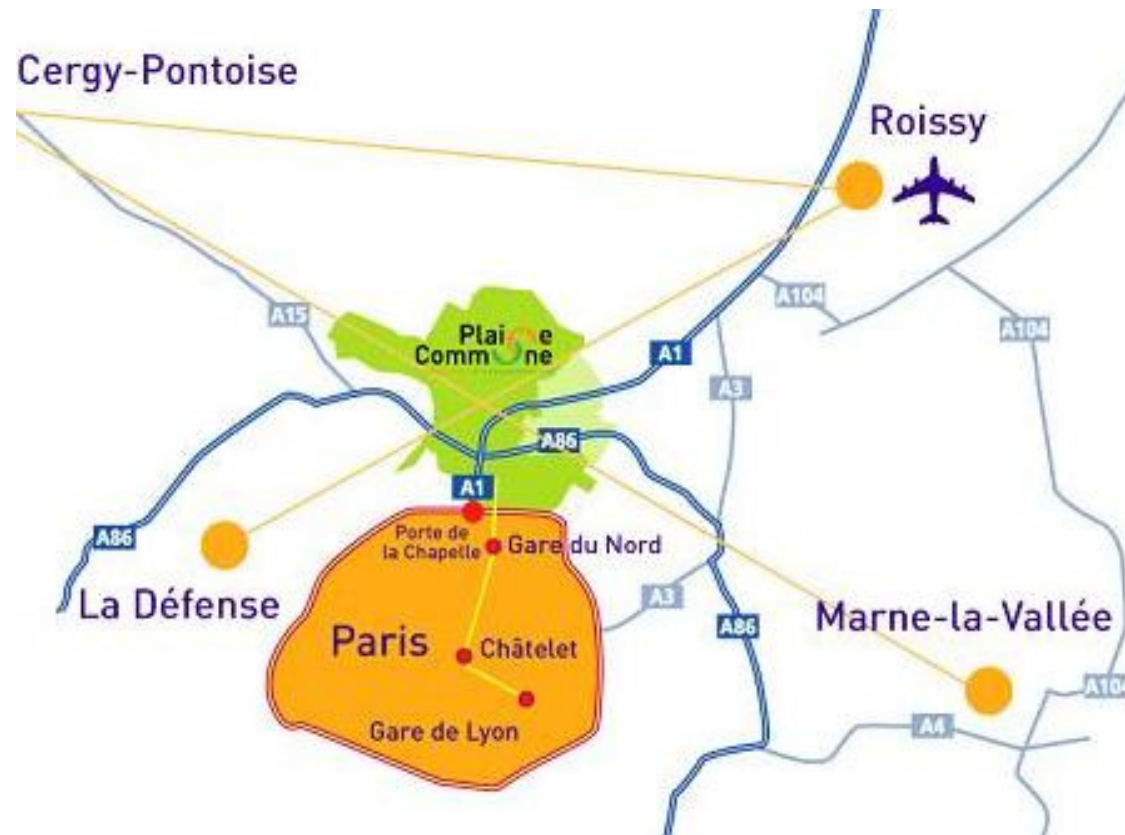 Cergy-Pontoise
Roissy
A104
A15
A104
Plaine
Commune
A1
A3
A86
A1
A86
Porte de
la Chapelle
Gare du Nord
La Défense
A3
A86
Marne-la-Vallée
Paris
Châtelet
A104
Gare de Lyon
A4